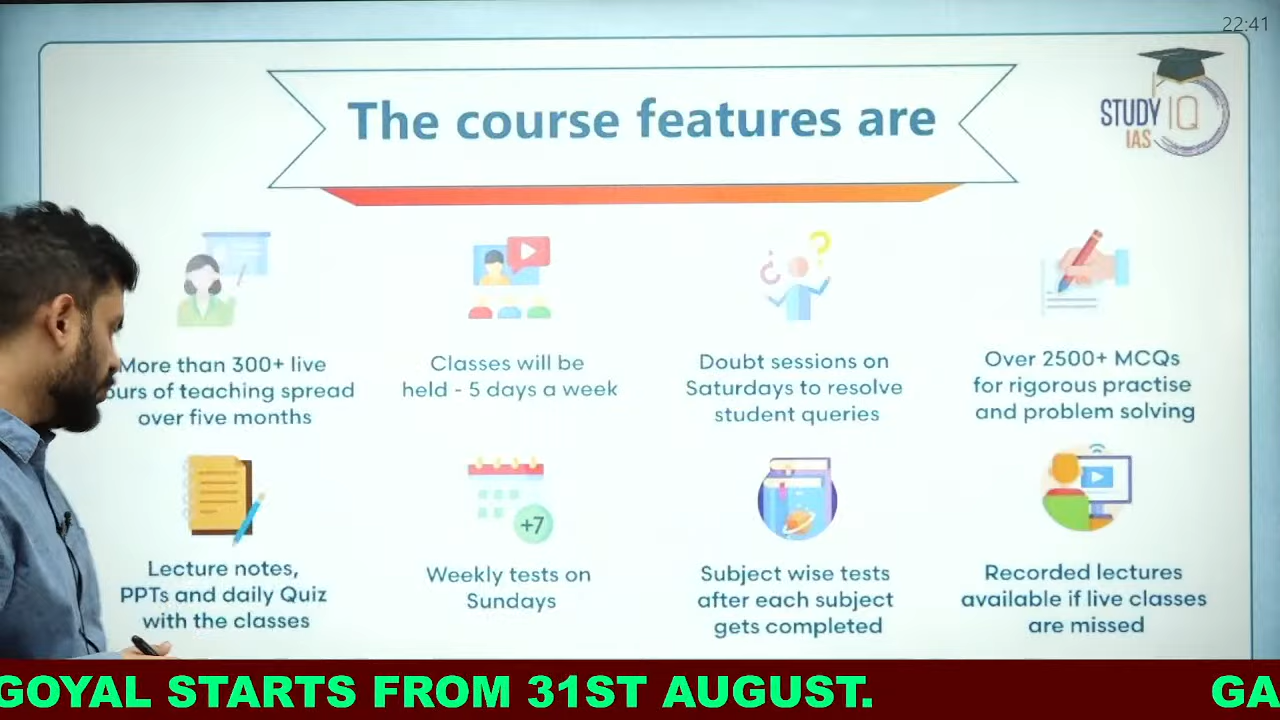 22:41
The course features are
STUDY IQ
IAS
More than 300+ live
ours of teaching spread
over five months
Classes will be
held - 5 days a week
Doubt sessions on
Saturdays to resolve
student queries
Over 2500+ MCQs
for rigorous practise
and problem solving
Lecture notes,
PPTs and daily Quiz
with the classes
+7
Weekly tests on
Sundays
Subject wise tests
after each subject
gets completed
Recorded lectures
available if live classes
are missed
GOYAL STARTS FROM 31ST AUGUST.
GA